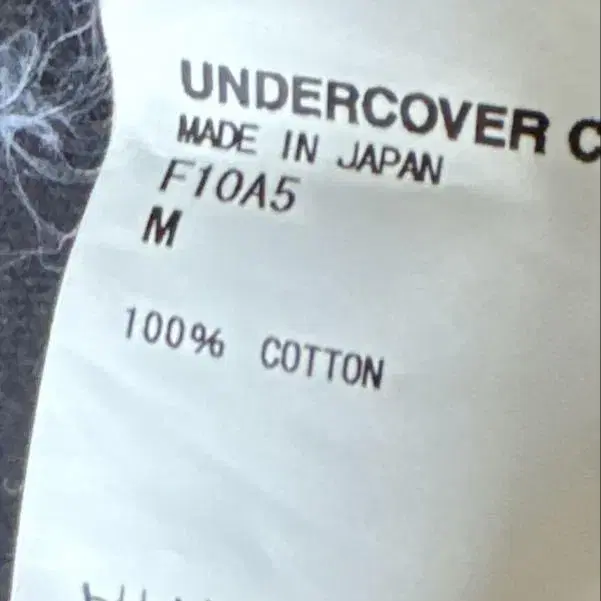 UNDERCOVER C
MADE IN JAPAN
F10A5
M
100% COTTON